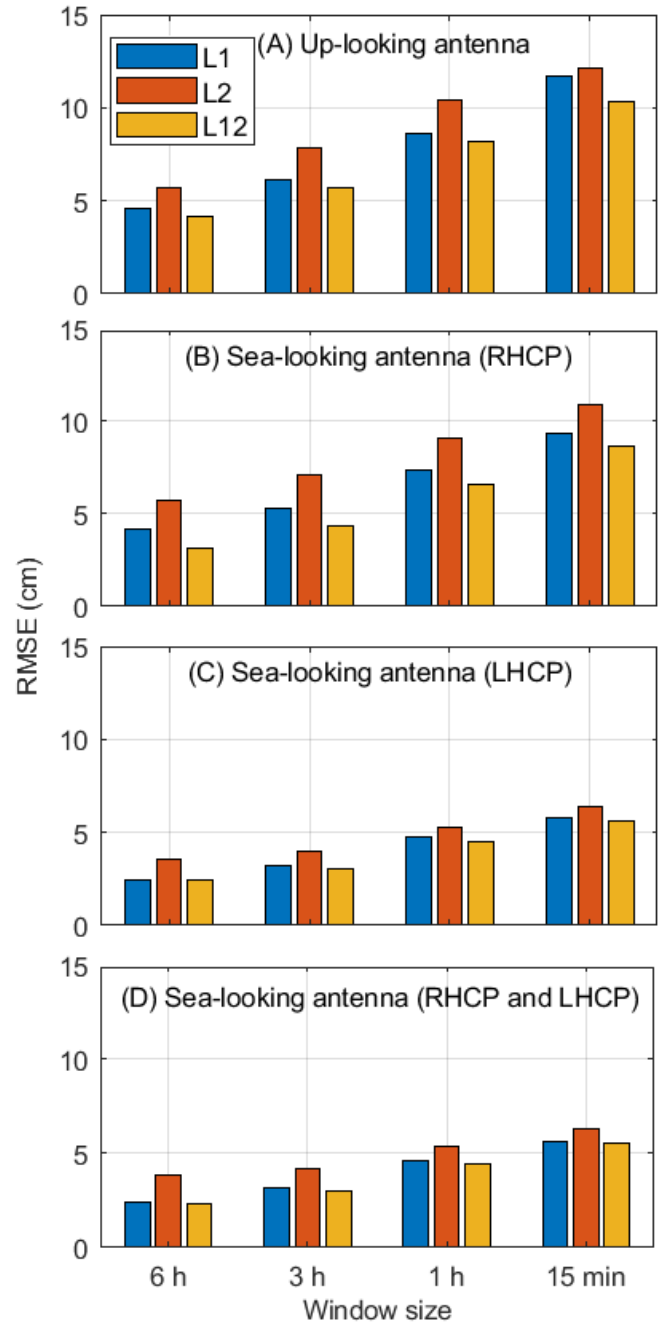 15
(A) Up-looking antenna
L1
L2
L12
10
5
0
15
(B) Sea-looking antenna (RHCP)
10
5
0
RMSE (cm)
15
(C) Sea-looking antenna (LHCP)
10
5
0
15
(D) Sea-looking antenna (RHCP and LHCP)
10
5
0
6 h 3 h 1 h 15 min
Window size